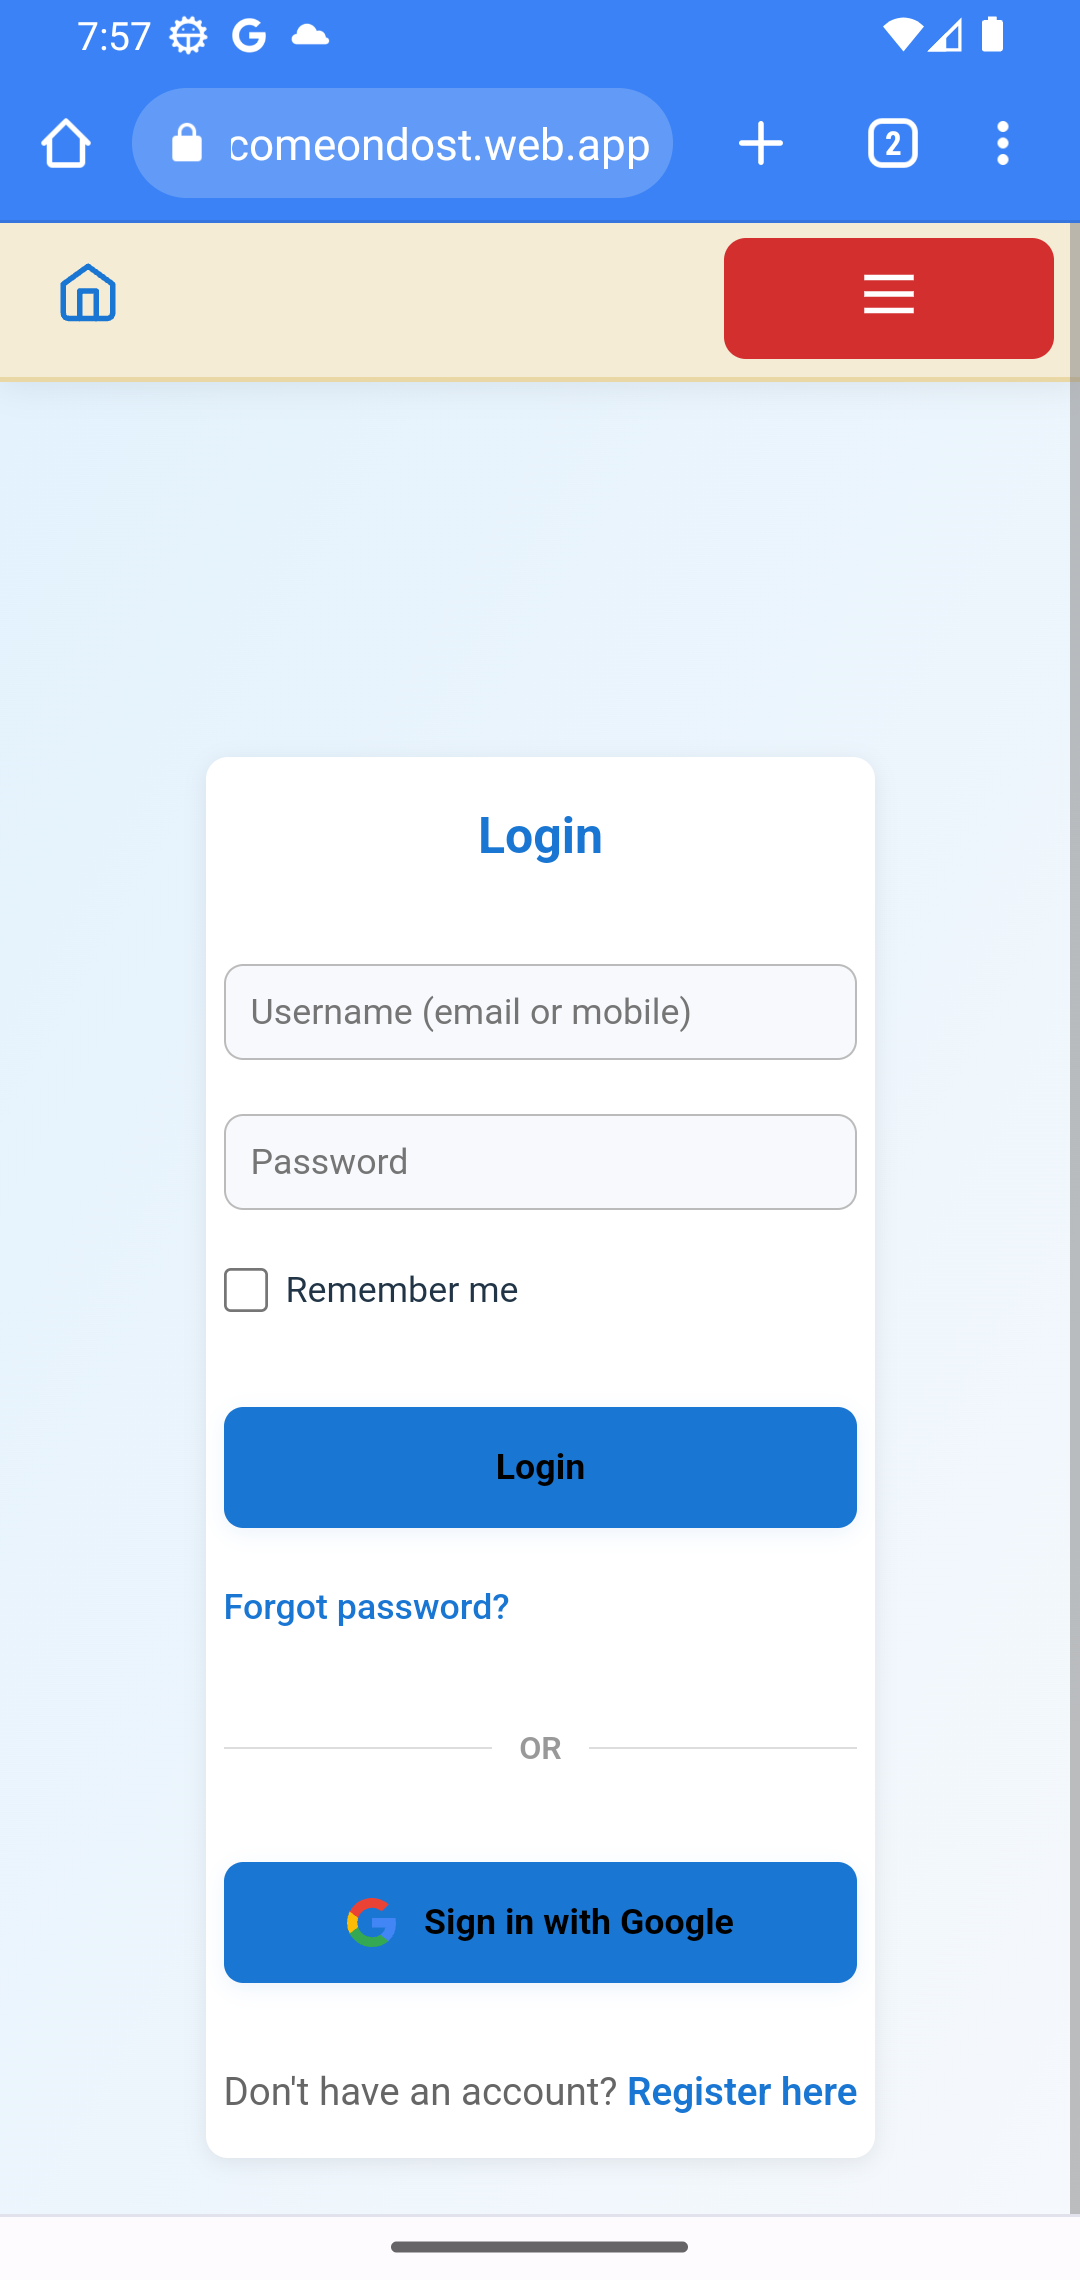 7:57
comeondost.web.app
2
Login
Username (email or mobile)
Password
Remember me
Login
Forgot password?
OR
Sign in with Google
Don't have an account? Register here